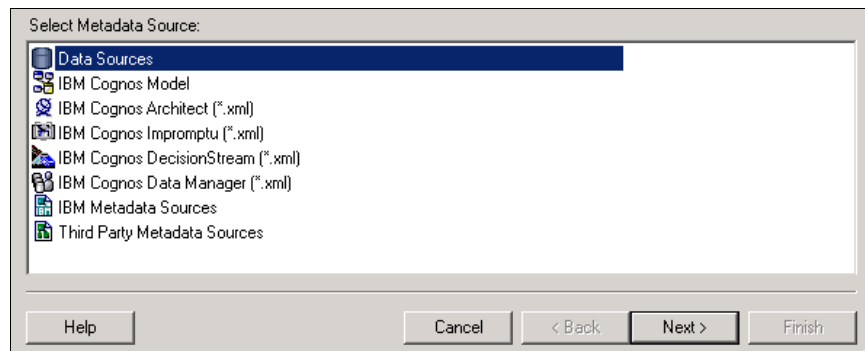 Select Metadata Source:
Data Sources
IBM Cognos Model
IBM Cognos Architect (*.xml)
IBM Cognos Impromptu (*.xml)
IBM Cognos DecisionStream (*.xml)
IBM Cognos Data Manager (*.xml)
IBM Metadata Sources
Third Party Metadata Sources
Help Cancel < Back Next > Finish